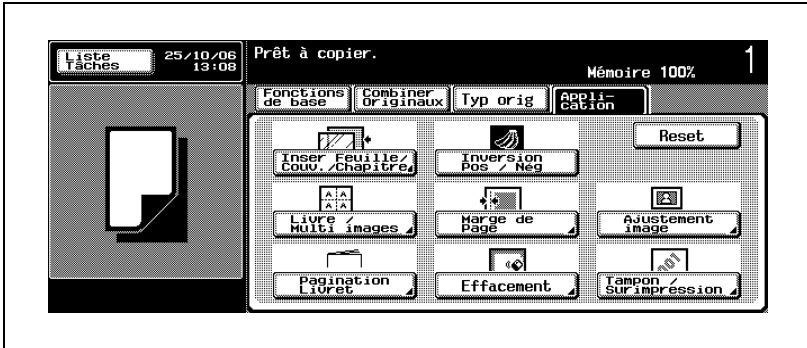 Liste
Tâches
25/10/06
13:08
Prêt à copier.
Mémoire 100%
1
Fonctions
de base
Combiner
Originaux
Typ orig
Appli-
cation
Inser Feuille/
Couv./Chapitre
Inversion
Pos / Nég
Reset
Livre /
Multi images
Marge de
Page
Ajustement
image
Pagination
Livret
Effacement
Tampon /
Surimpression
A A
A A
001